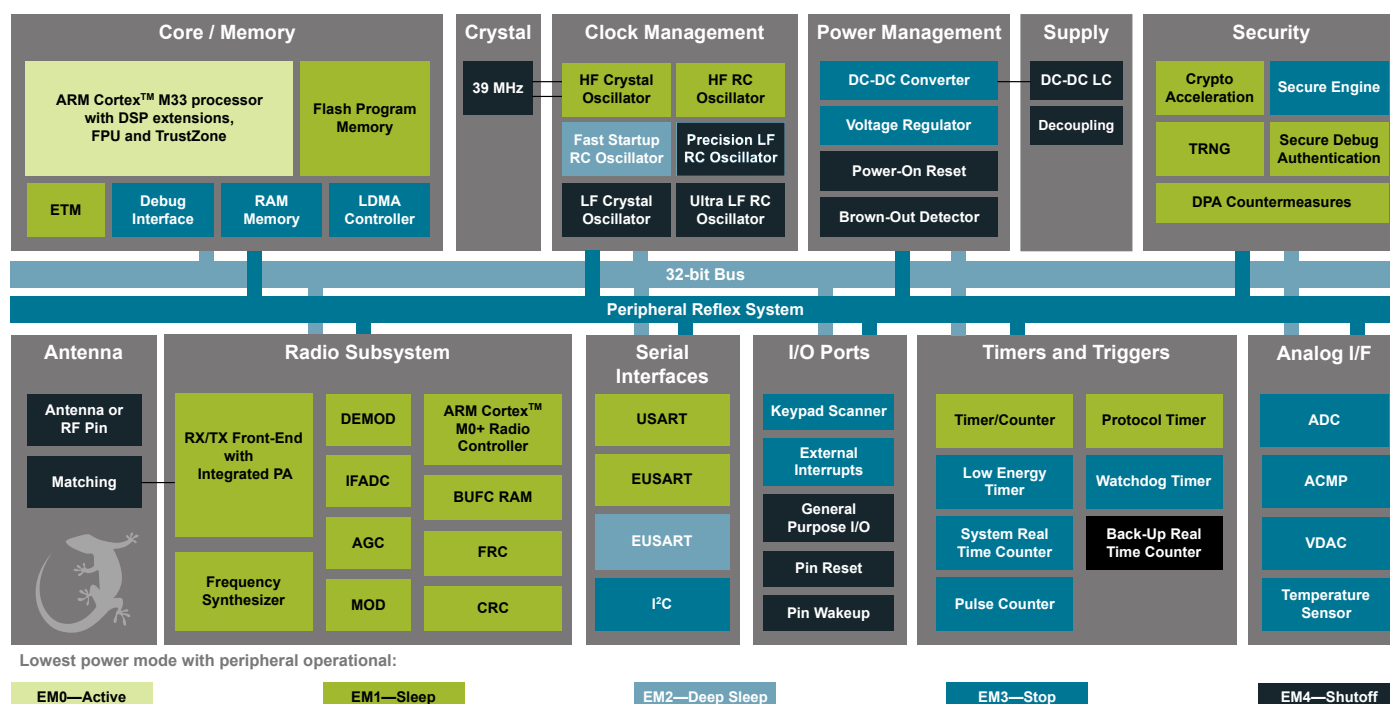 Core / Memory
Crystal
Clock Management
Power Management
Supply
Security
ARM Cortex™ M33 processor
with DSP extensions,
FPU and TrustZone
Flash Program
Memory
ETM
Debug
Interface
RAM
Memory
LDMA
Controller
39 MHz
HF Crystal
Oscillator
HF RC
Oscillator
Fast Startup
RC Oscillator
Precision LF
RC Oscillator
LF Crystal
Oscillator
Ultra LF RC
Oscillator
DC-DC Converter
Voltage Regulator
Power-On Reset
Brown-Out Detector
DC-DC LC
Decoupling
Crypto
Acceleration
Secure Engine
TRNG
Secure Debug
Authentication
DPA Countermeasures
32-bit Bus
Peripheral Reflex System
Antenna
Radio Subsystem
Serial
Interfaces
I/O Ports
Timers and Triggers
Analog I/F
Antenna or
RF Pin
Matching
RX/TX Front-End
with
Integrated PA
Frequency
Synthesizer
DEMOD
IFADC
AGC
MOD
ARM Cortex™
M0+ Radio
Controller
BUFC RAM
FRC
CRC
USART
EUSART
EUSART
I²C
Keypad Scanner
External
Interrupts
General
Purpose I/O
Pin Reset
Pin Wakeup
Timer/Counter
Protocol Timer
Low Energy
Timer
Watchdog Timer
System Real
Time Counter
Back-Up Real
Time Counter
Pulse Counter
ADC
ACMP
VDAC
Temperature
Sensor
Lowest power mode with peripheral operational:
EM0—Active
EM1—Sleep
EM2—Deep Sleep
EM3—Stop
EM4—Shutoff